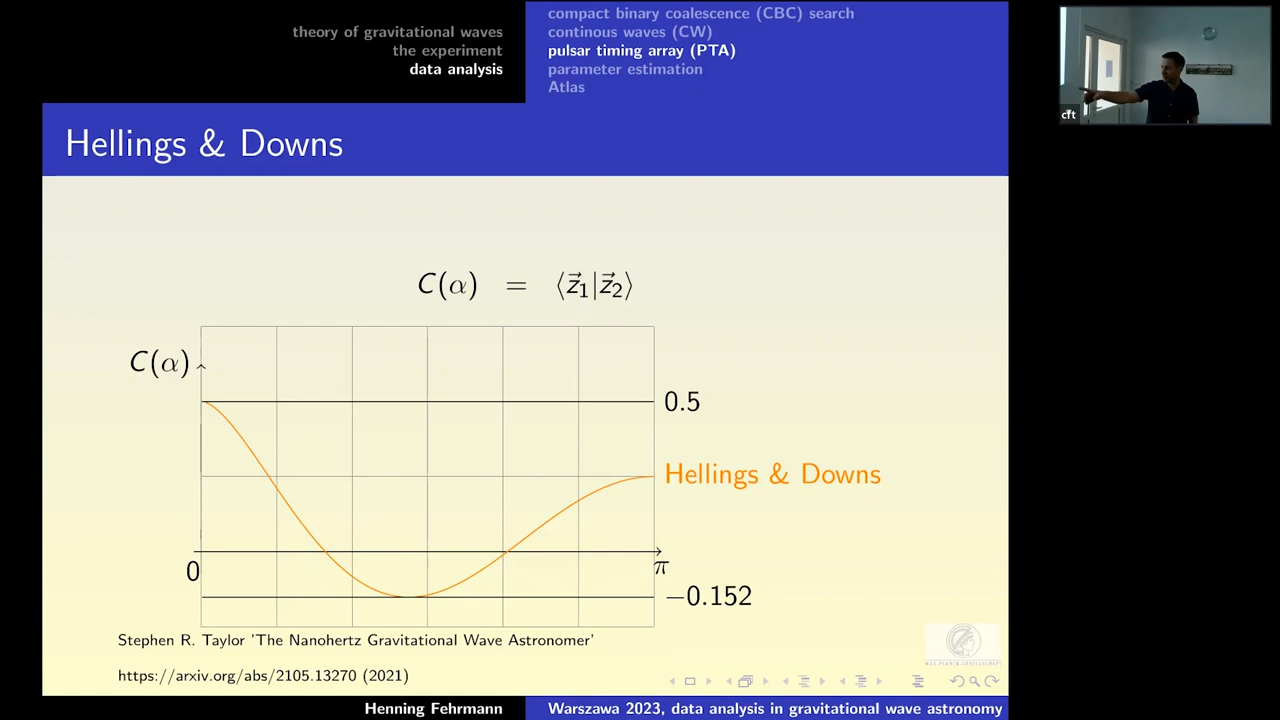 theory of gravitational waves
the experiment
data analysis
compact binary coalescence (CBC) search
continous waves (CW)
pulsar timing array (PTA)
parameter estimation
Atlas
cft
Hellings & Downs
C(α) = ⟨z⃗₁|z⃗₂⟩
C(α)
0.5
Hellings & Downs
0
π
−0.152
Stephen R. Taylor 'The Nanohertz Gravitational Wave Astronomer'
https://arxiv.org/abs/2105.13270 (2021)
MAX-PLANCK-GESELLSCHAFT
Henning Fehrmann
Warszawa 2023, data analysis in gravitational wave astronomy